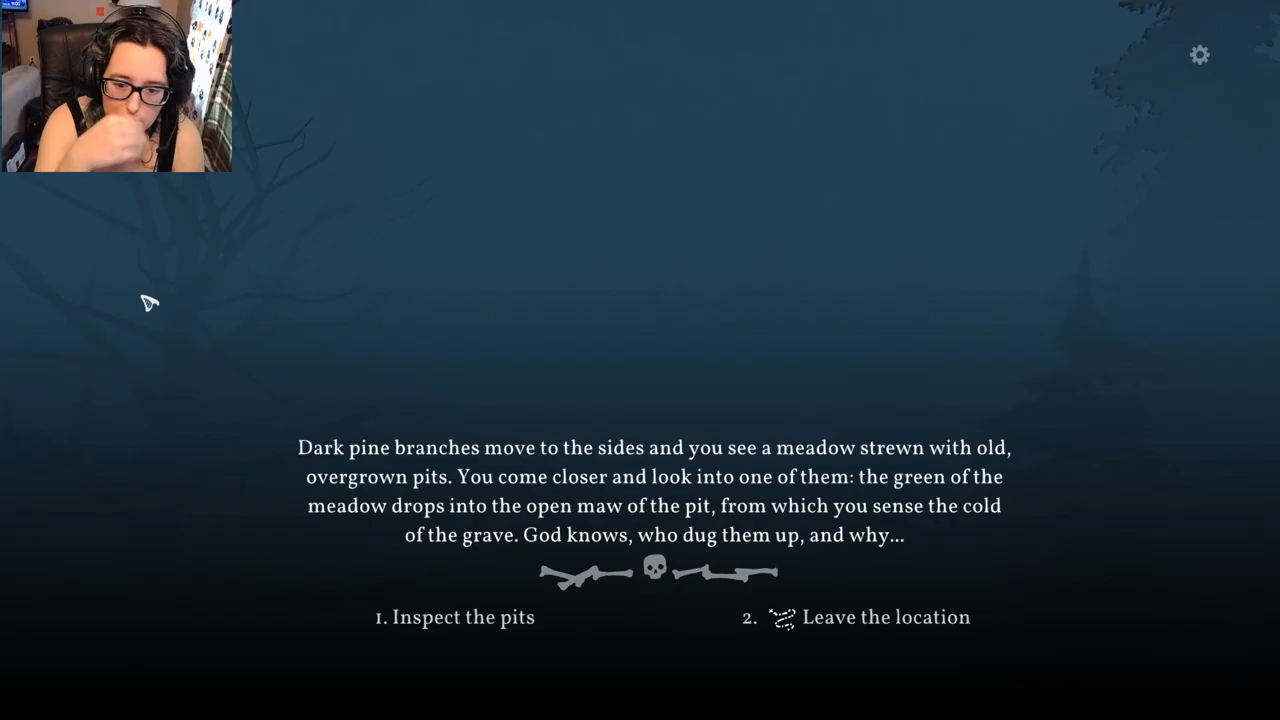 Dark pine branches move to the sides and you see a meadow strewn with old,
overgrown pits. You come closer and look into one of them: the green of the
meadow drops into the open maw of the pit, from which you sense the cold
of the grave. God knows, who dug them up, and why...
1. Inspect the pits
2. Leave the location